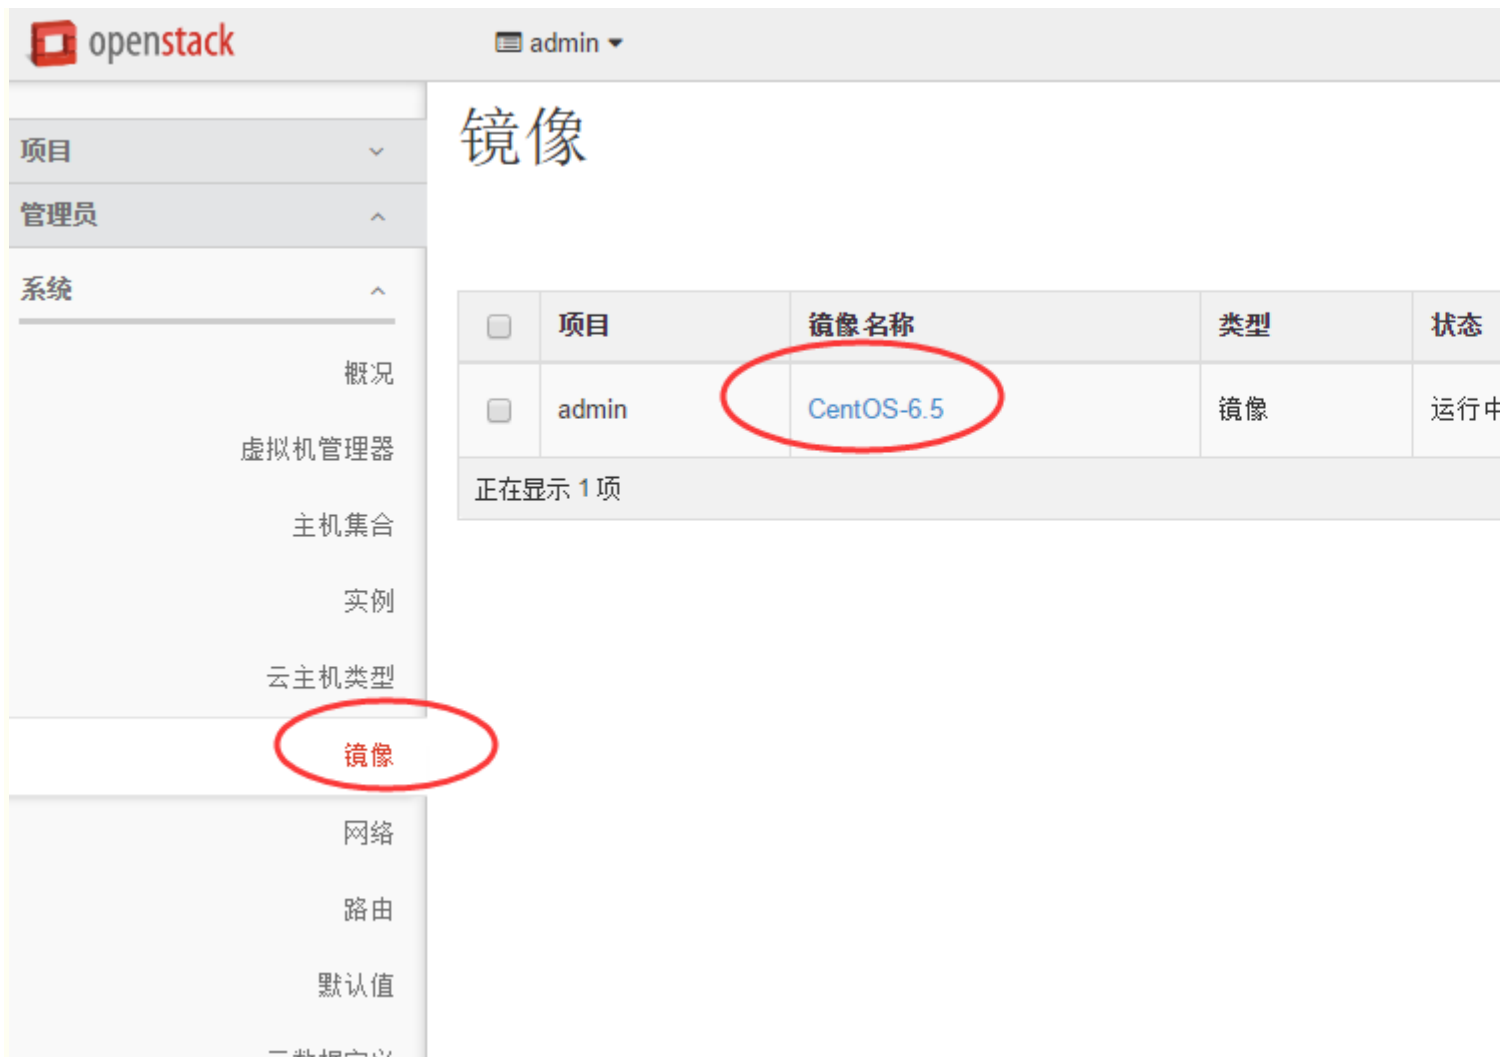 openstack
admin
项目
管理员
系统
概况
虚拟机管理器
主机集合
实例
云主机类型
镜像
网络
路由
默认值
镜像
项目 镜像名称 类型 状态
admin CentOS-6.5 镜像 运行中
正在显示 1 项